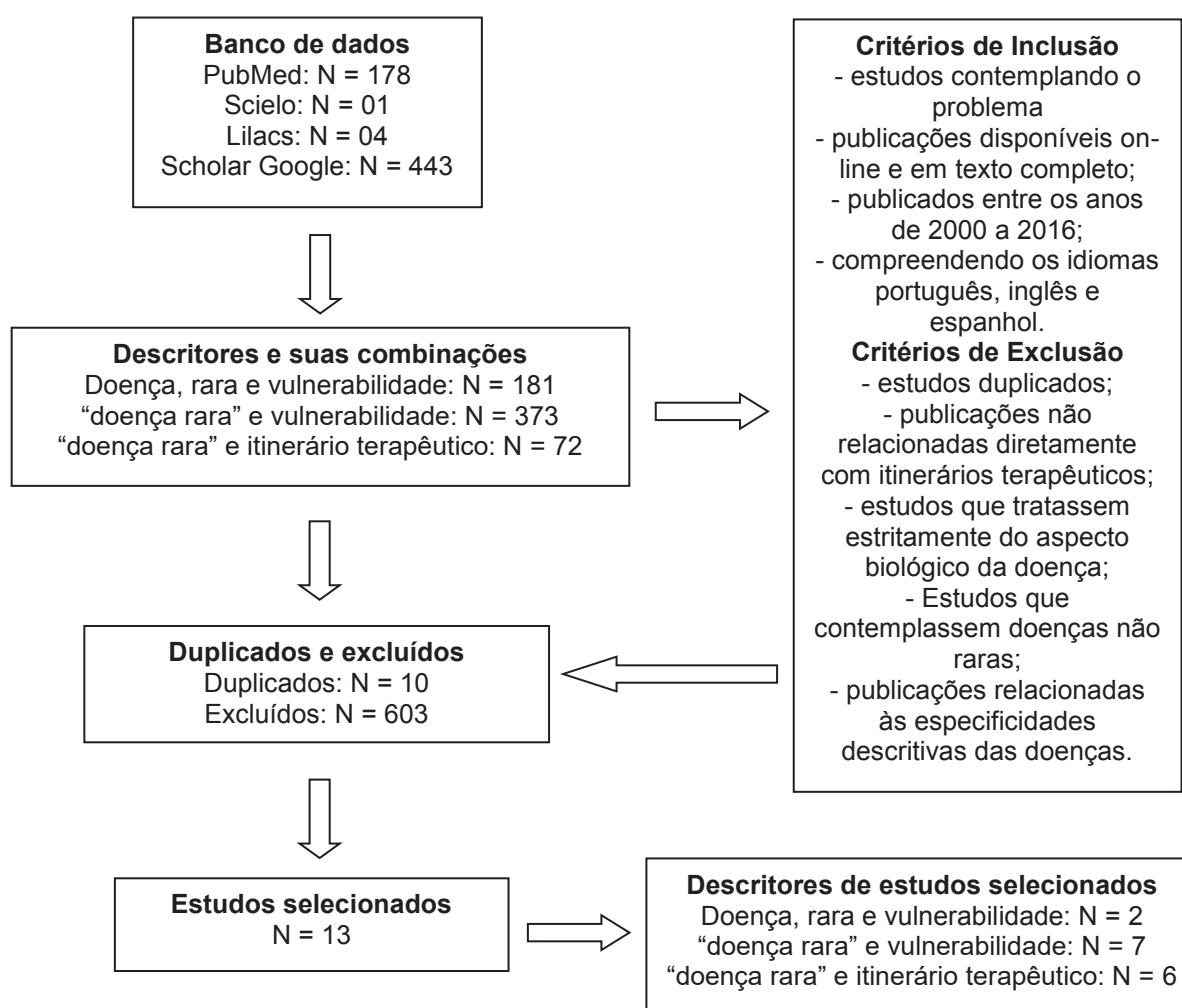 Banco de dados
PubMed: N = 178
Scielo: N = 01
Lilacs: N = 04
Scholar Google: N = 443
Descritores e suas combinações
Doença, rara e vulnerabilidade: N = 181
“doença rara” e vulnerabilidade: N = 373
“doença rara” e itinerário terapêutico: N = 72
Critérios de Inclusão
- estudos contemplando o
problema
- publicações disponíveis on-
line e em texto completo;
- publicados entre os anos
de 2000 a 2016;
- compreendendo os idiomas
português, inglês e
espanhol.
Critérios de Exclusão
- estudos duplicados;
- publicações não
relacionadas diretamente
com itinerários terapêuticos;
- estudos que tratassem
estritamente do aspecto
biológico da doença;
- Estudos que
contemplassem doenças não
raras;
- publicações relacionadas
às especificidades
descritivas das doenças.
Duplicados e excluídos
Duplicados: N = 10
Excluídos: N = 603
Estudos selecionados
N = 13
Descritores de estudos selecionados
Doença, rara e vulnerabilidade: N = 2
“doença rara” e vulnerabilidade: N = 7
“doença rara” e itinerário terapêutico: N = 6